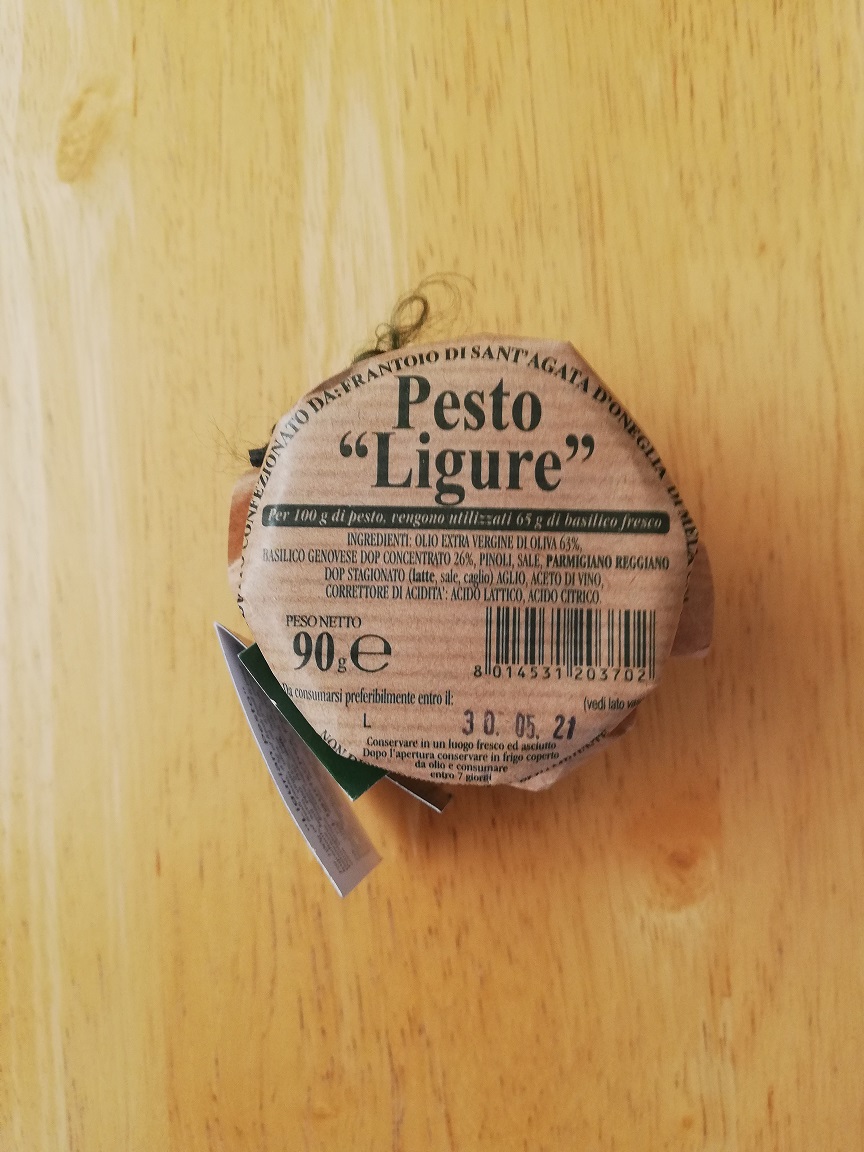 CONFEZIONATO DA: FRANTOIO DI SANT'AGATA D'ONEGLIA DI
Pesto
“Ligure”
Per 100 g di pesto, vengono utilizzati 65 g di basilico fresco
INGREDIENTI: OLIO EXTRA VERGINE DI OLIVA 63%,
BASILICO GENOVESE DOP CONCENTRATO 26%, PINOLI, SALE, PARMIGIANO REGGIANO
DOP STAGIONATO (latte, sale, caglio) AGLIO, ACETO DI VINO,
CORRETTORE DI ACIDITA': ACIDO LATTICO, ACIDO CITRICO.
PESO NETTO
90 g e
8 014531 203702
Da consumarsi preferibilmente entro il:
(vedi lato
L 30. 05. 21
Conservare in un luogo fresco ed asciutto
Dopo l'apertura conservare in frigo coperto
da olio e consumare
entro 7 giorni
NON